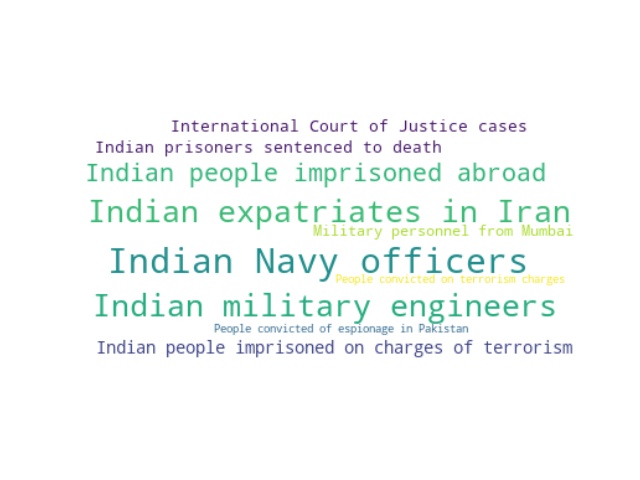 International Court of Justice cases
Indian prisoners sentenced to death
Indian people imprisoned abroad
Indian expatriates in Iran
Military personnel from Mumbai
Indian Navy officers
People convicted on terrorism charges
Indian military engineers
People convicted of espionage in Pakistan
Indian people imprisoned on charges of terrorism